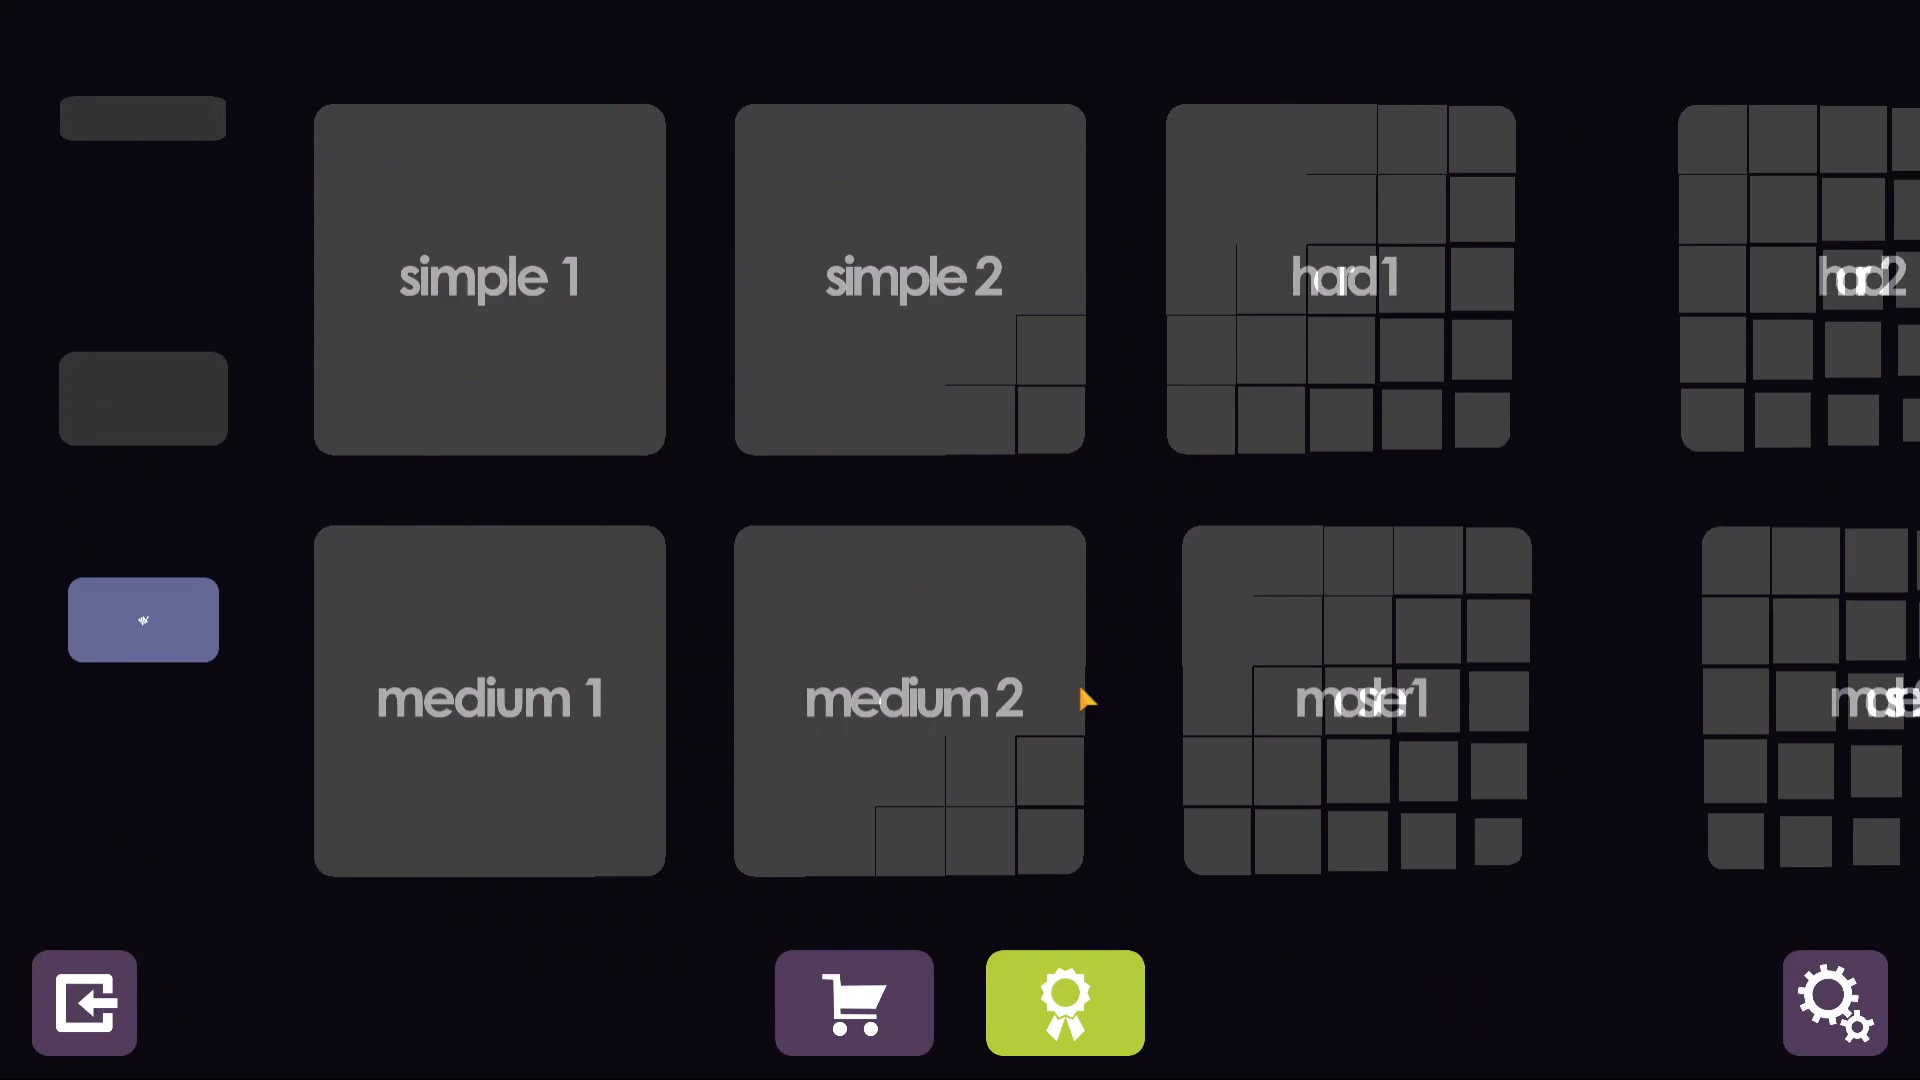 simple 1
simple 2
hard 1
hard 2
medium 1
medium 2
master 1